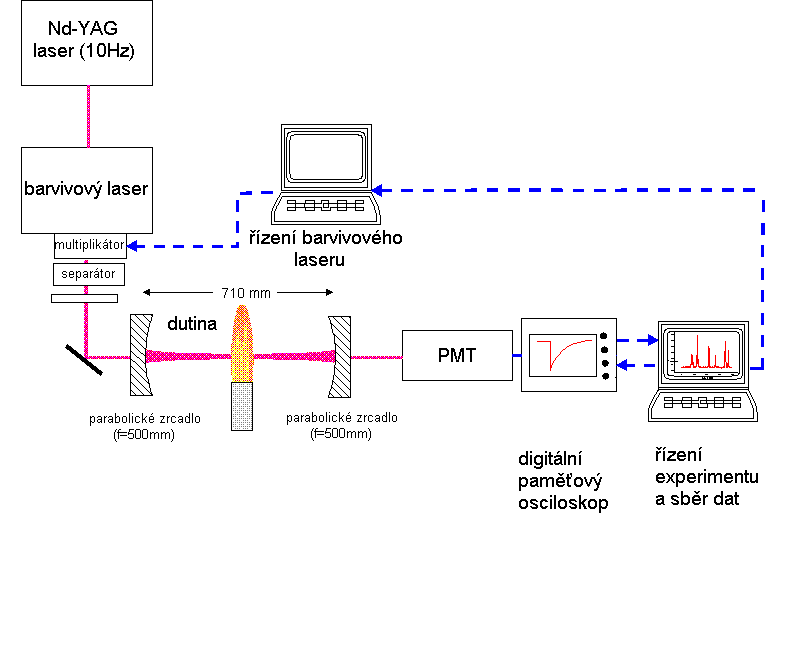 Nd-YAG
laser (10Hz)
barvivový laser
multiplikátor
separátor
řízení barvivového
laseru
710 mm
dutina
PMT
parabolické zrcadlo
(f=500mm)
parabolické zrcadlo
(f=500mm)
digitální
paměťový
osciloskop
řízení
experimentu
a sběr dat